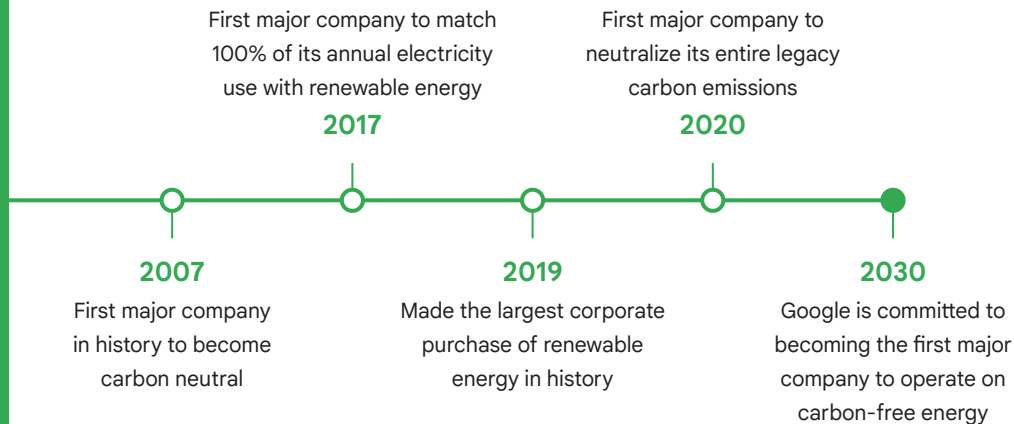 First major company to match
100% of its annual electricity
use with renewable energy
2017
First major company to
neutralize its entire legacy
carbon emissions
2020
2007
First major company
in history to become
carbon neutral
2019
Made the largest corporate
purchase of renewable
energy in history
2030
Google is committed to
becoming the first major
company to operate on
carbon-free energy